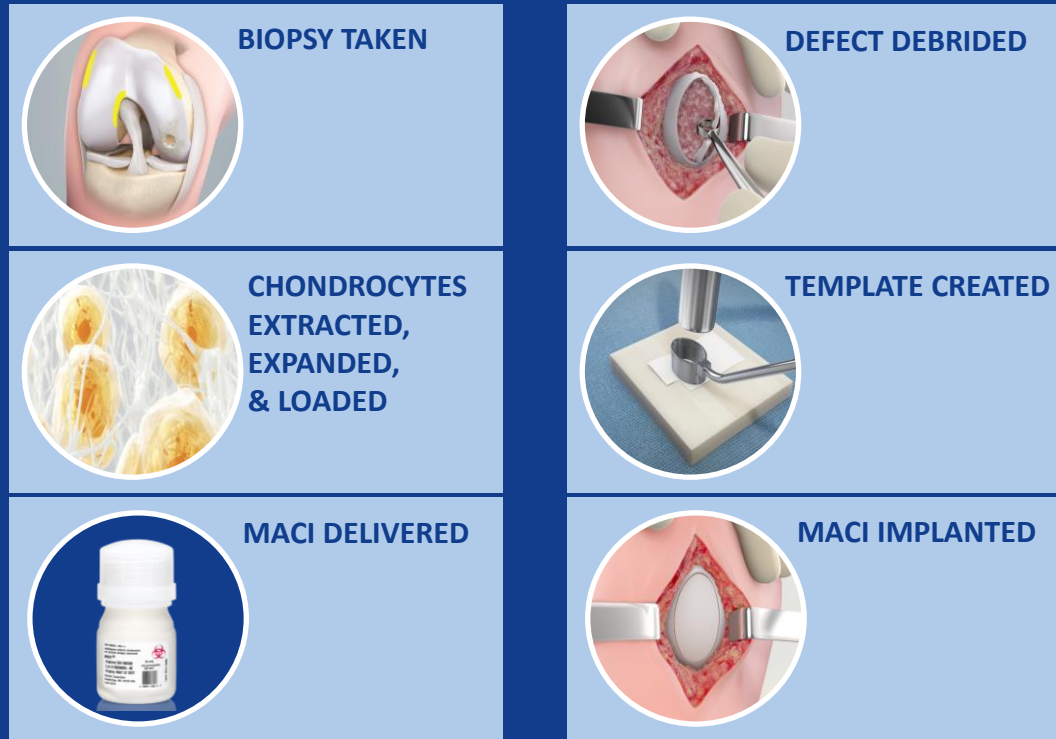 BIOPSY TAKEN
CHONDROCYTES
EXTRACTED,
EXPANDED,
& LOADED
MACI DELIVERED
DEFECT DEBRIDED
TEMPLATE CREATED
MACI IMPLANTED